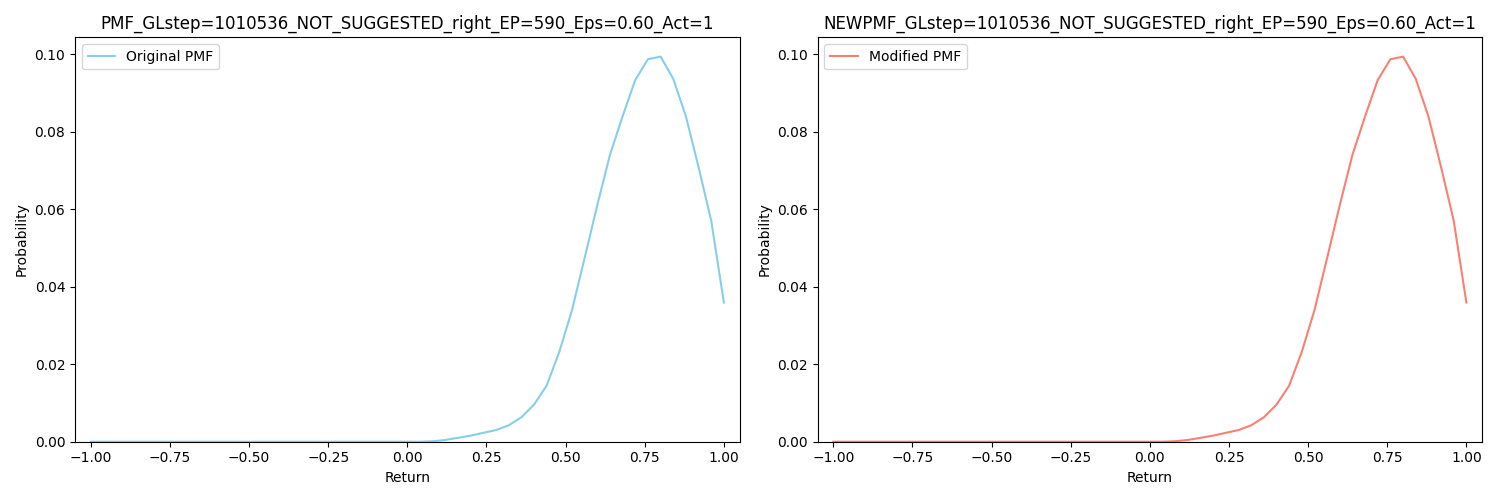 PMF_GLstep=1010536_NOT_SUGGESTED_right_EP=590_Eps=0.60_Act=1
Original PMF
Probability
0.10
0.08
0.06
0.04
0.02
0.00
−1.00 −0.75 −0.50 −0.25 0.00 0.25 0.50 0.75 1.00
Return
NEWPMF_GLstep=1010536_NOT_SUGGESTED_right_EP=590_Eps=0.60_Act=1
Modified PMF
Probability
0.10
0.08
0.06
0.04
0.02
0.00
−1.00 −0.75 −0.50 −0.25 0.00 0.25 0.50 0.75 1.00
Return